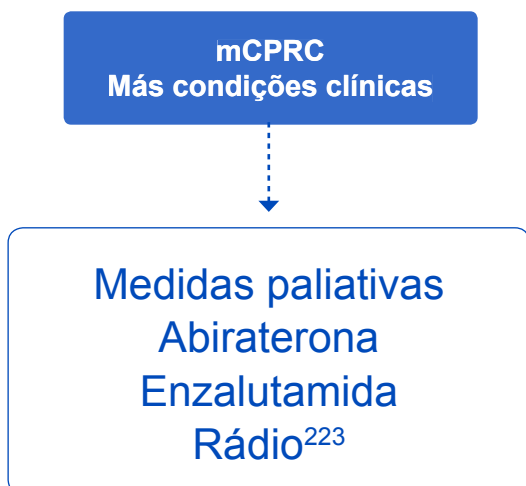 mCPRC
Más condições clínicas
Medidas paliativas
Abiraterona
Enzalutamida
Rádio²²³